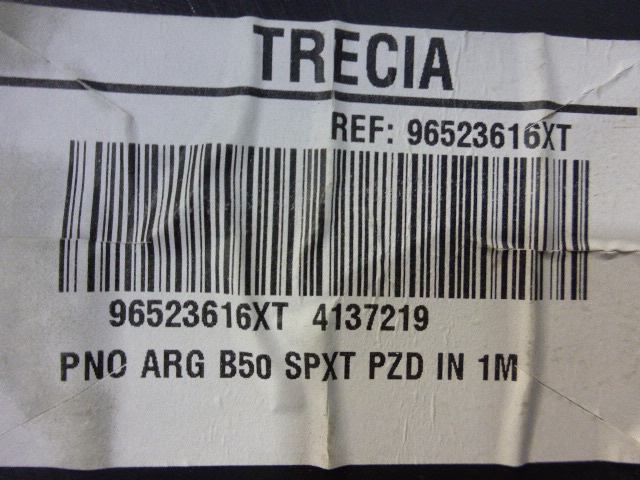 TRECIA
REF: 96523616XT
96523616XT 4137219
PNO ARG B50 SPXT PZD IN 1M